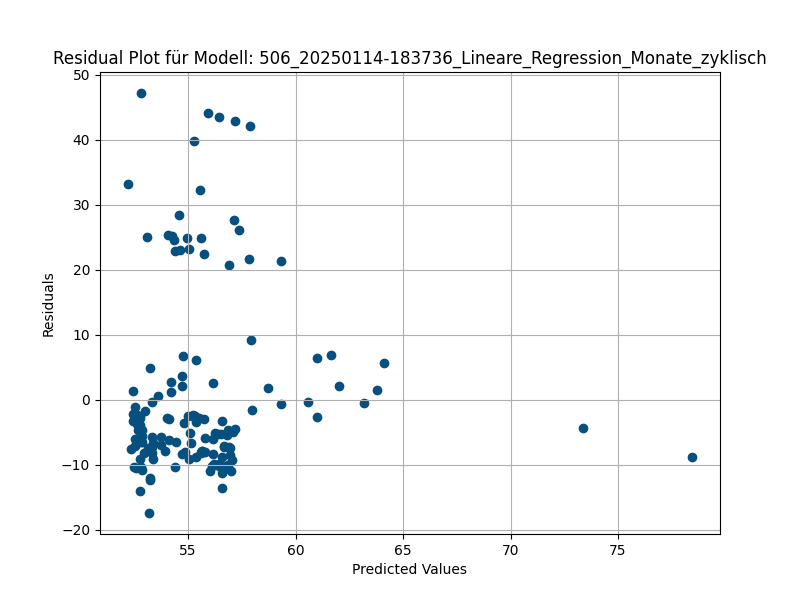 Residual Plot für Modell: 506_20250114-183736_Lineare_Regression_Monate_zyklisch
50
40
30
20
10
0
−10
−20
Residuals
55 60 65 70 75
Predicted Values